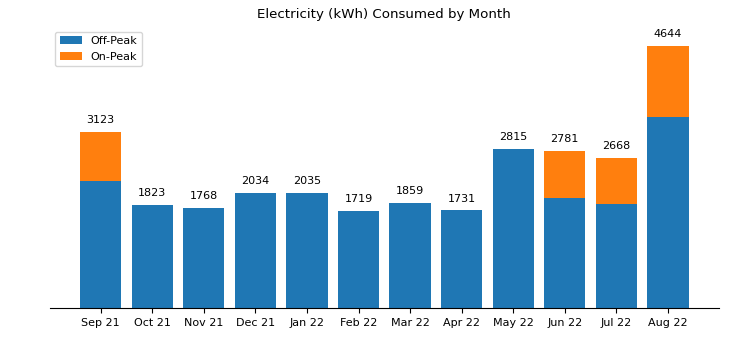 Electricity (kWh) Consumed by Month
Off-Peak
On-Peak
3123
1823
1768
2034
2035
1719
1859
1731
2815
2781
2668
4644
Sep 21
Oct 21
Nov 21
Dec 21
Jan 22
Feb 22
Mar 22
Apr 22
May 22
Jun 22
Jul 22
Aug 22